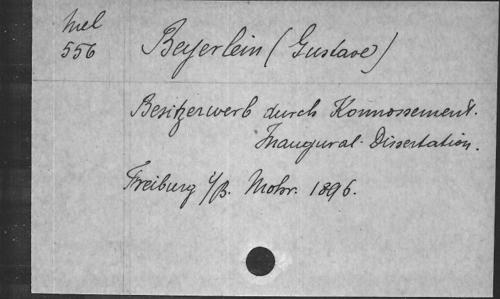 Mel
556
Beyerlein (Gustave)
Besitzerwerb durch Konnossement.
Inaugural-Dissertation.
Freiburg i/B. Mohr. 1896.